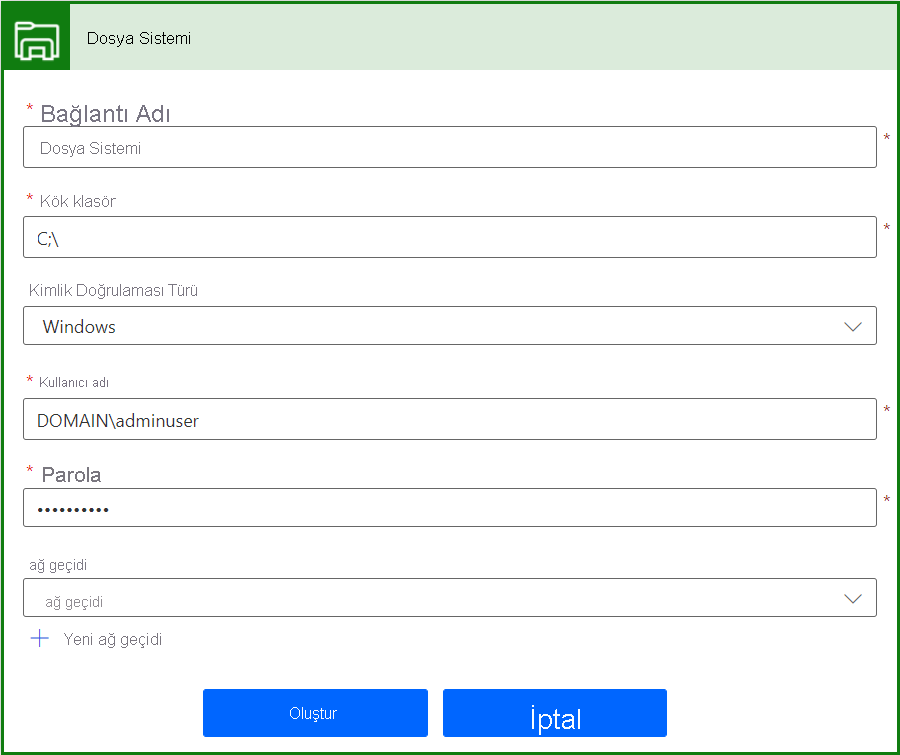 Dosya Sistemi
* Bağlantı Adı
Dosya Sistemi *
* Kök klasör
C;\ *
Kimlik Doğrulaması Türü
Windows
* Kullanıcı adı
DOMAIN\adminuser *
* Parola
•••••••••• *
ağ geçidi
ağ geçidi
+ Yeni ağ geçidi
Oluştur
İptal